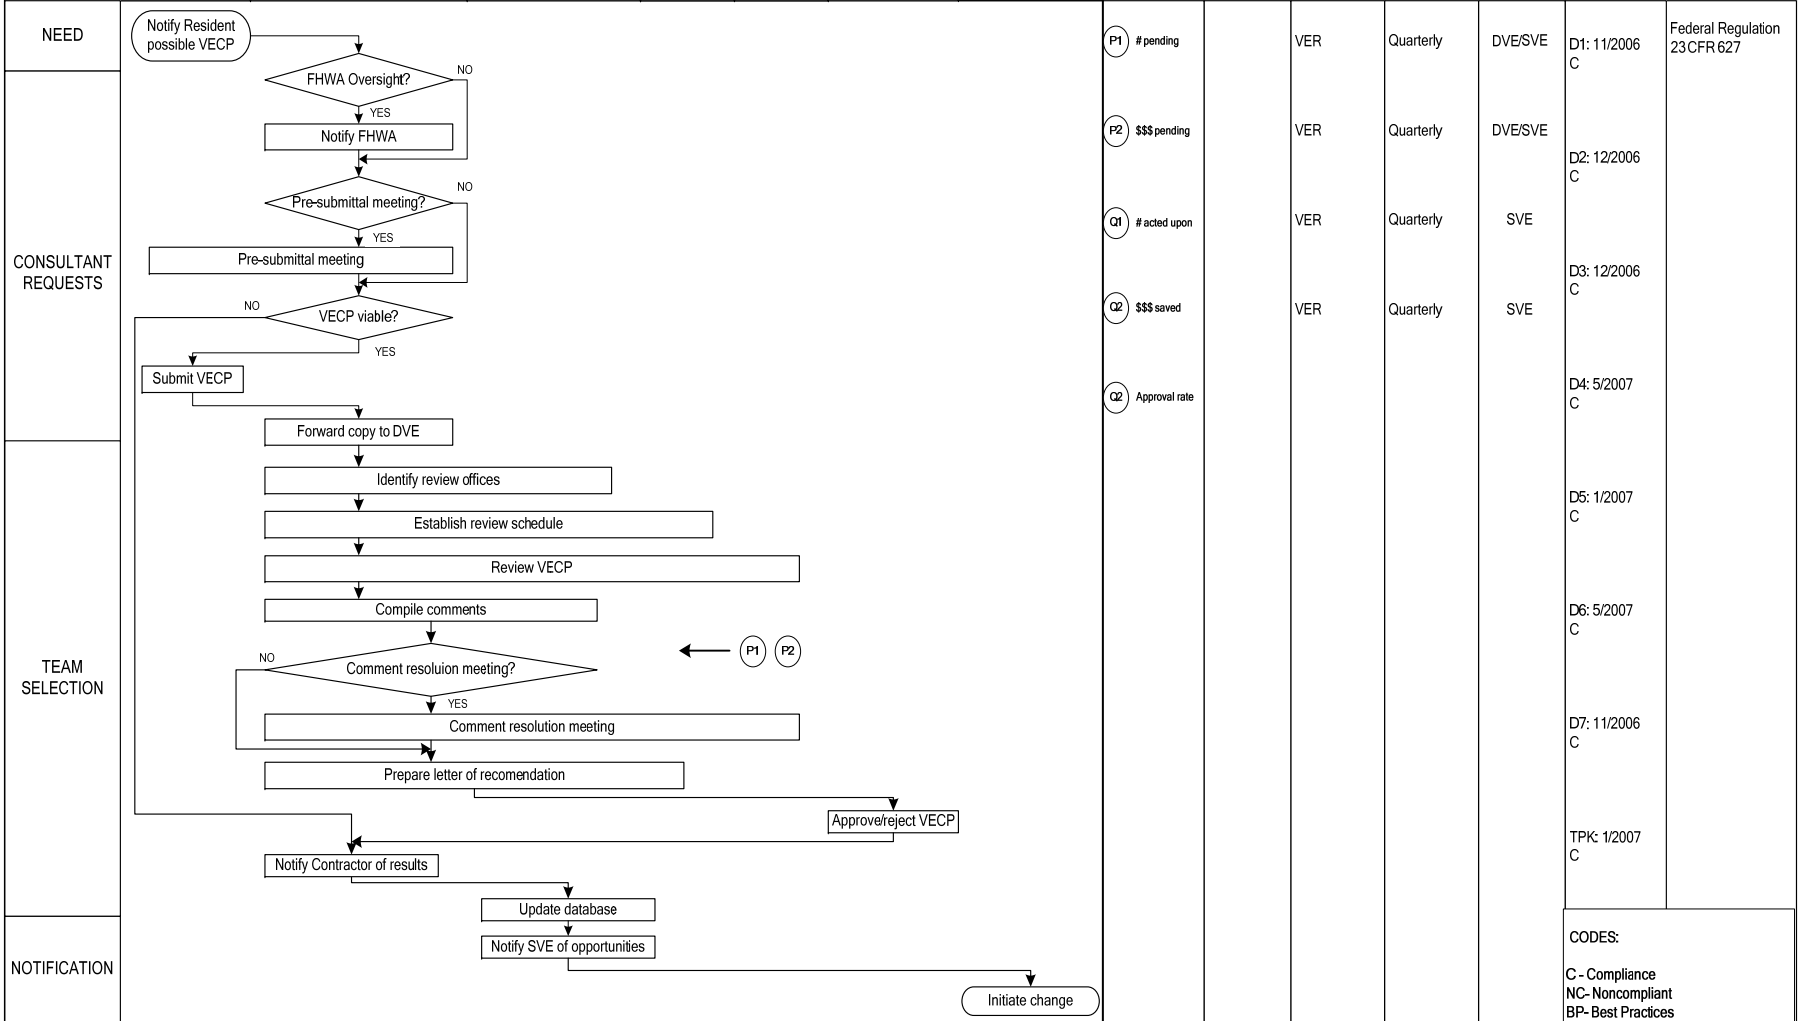 NEED
CONSULTANT
REQUESTS
TEAM
SELECTION
NOTIFICATION
Notify Resident
possible VECP
FHWA Oversight?
NO
YES
Notify FHWA
Pre-submittal meeting?
NO
YES
Pre-submittal meeting
VECP viable?
NO
YES
Submit VECP
Forward copy to DVE
Identify review offices
Establish review schedule
Review VECP
Compile comments
P1 P2
Comment resoluion meeting?
NO
YES
Comment resolution meeting
Prepare letter of recomendation
Approve/reject VECP
Notify Contractor of results
Update database
Notify SVE of opportunities
Initiate change
P1 # pending VER Quarterly DVE/SVE
P2 $$$ pending VER Quarterly DVE/SVE
Q1 # acted upon VER Quarterly SVE
Q2 $$$ saved VER Quarterly SVE
Q2 Approval rate
D1: 11/2006
C
D2: 12/2006
C
D3: 12/2006
C
D4: 5/2007
C
D5: 1/2007
C
D6: 5/2007
C
D7: 11/2006
C
TPK: 1/2007
C
Federal Regulation
23 CFR 627
CODES:
C - Compliance
NC- Noncompliant
BP- Best Practices